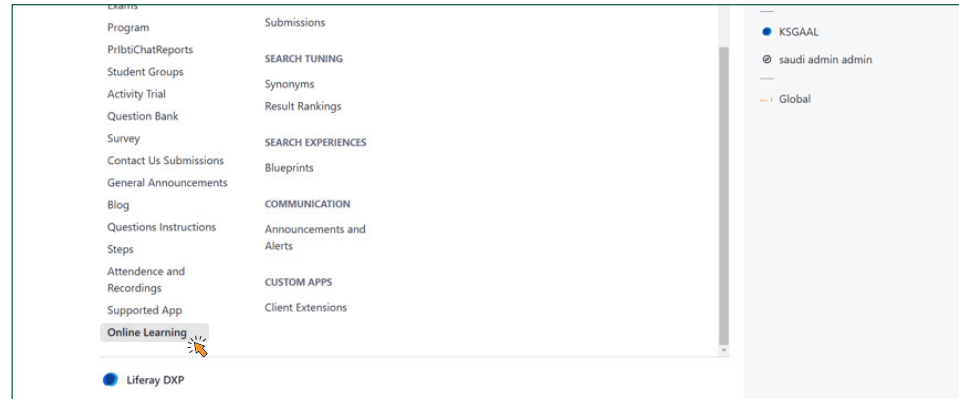 Exams
Program
PrIbtiChatReports
Student Groups
Activity Trial
Question Bank
Survey
Contact Us Submissions
General Announcements
Blog
Questions Instructions
Steps
Attendence and
Recordings
Supported App
Online Learning
Submissions
SEARCH TUNING
Synonyms
Result Rankings
SEARCH EXPERIENCES
Blueprints
COMMUNICATION
Announcements and
Alerts
CUSTOM APPS
Client Extensions
Liferay DXP
KSGAAL
saudi admin admin
Global